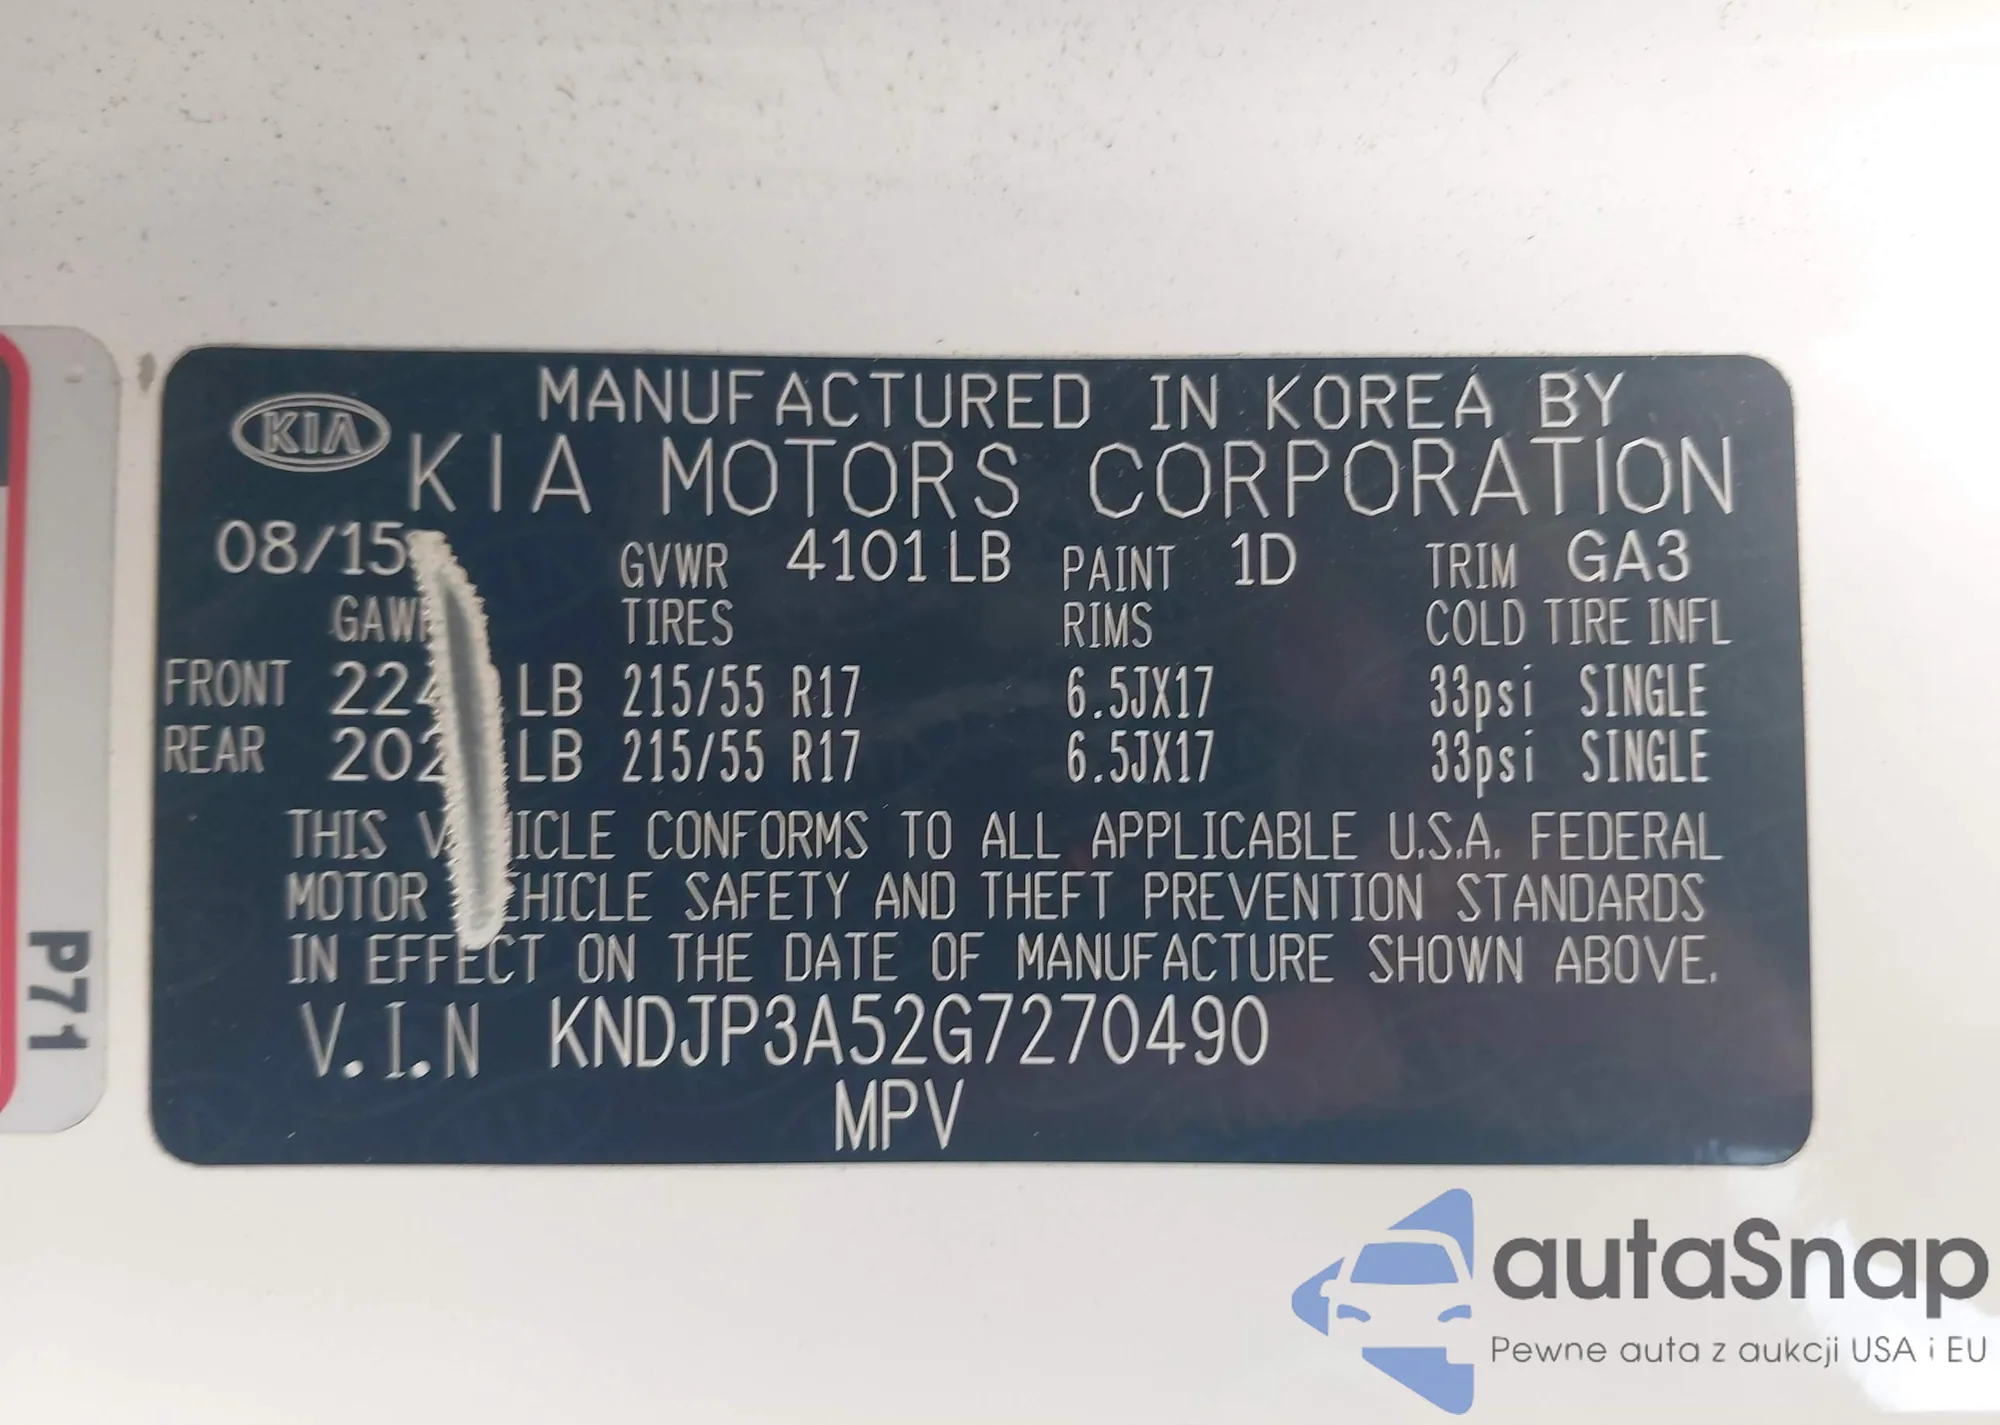 KIA
MANUFACTURED IN KOREA BY
KIA MOTORS CORPORATION
08/15 GVWR 4101 LB PAINT 1D TRIM GA3
TIRES RIMS COLD TIRE INFL
FRONT LB 215/55 R17 6.5JX17 33psi SINGLE
REAR LB 215/55 R17 6.5JX17 33psi SINGLE
THIS CONFORMS TO ALL APPLICABLE U.S.A. FEDERAL
MOTOR SAFETY AND THEFT PREVENTION STANDARDS
IN EFFECT ON THE DATE OF MANUFACTURE SHOWN ABOVE.
V.I.N KNDJP3A52G7270490
MPV
P71
autaSnap
Pewne auta z aukcji USA i EU